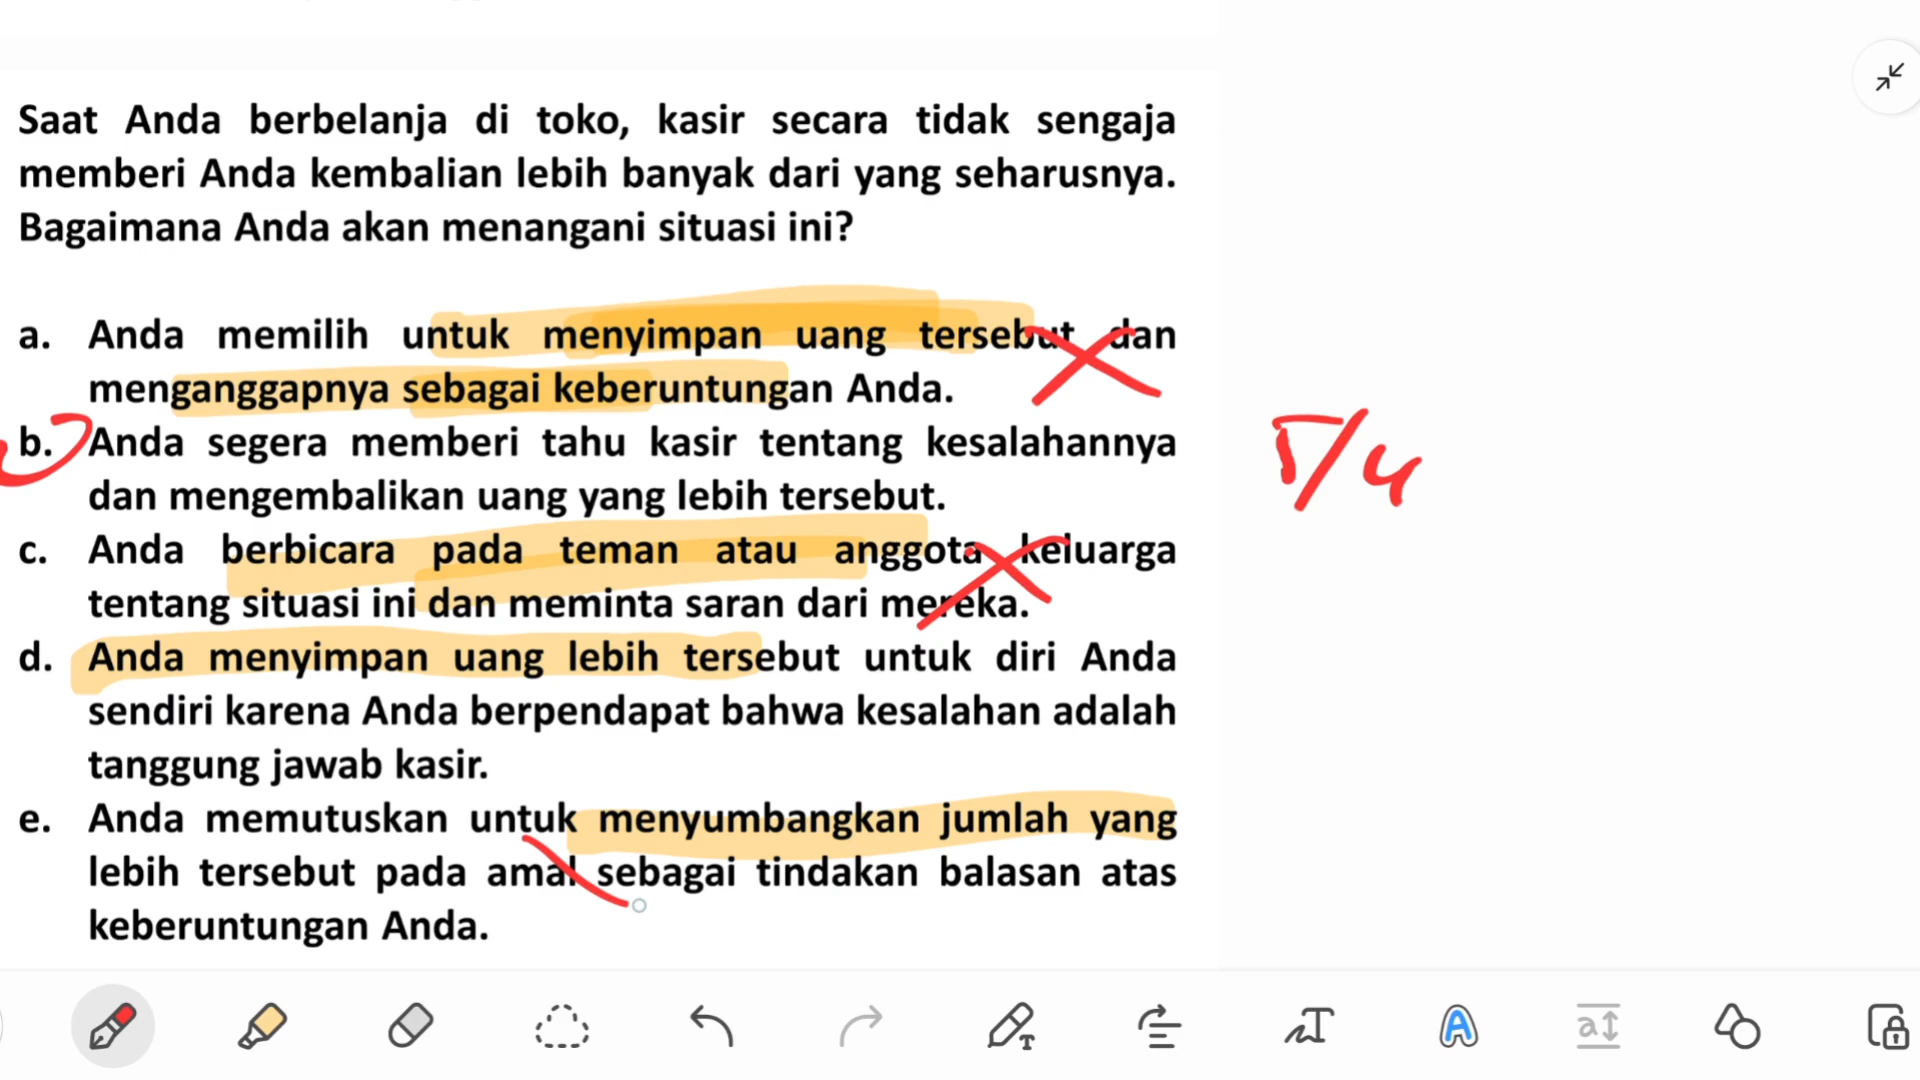 Saat Anda berbelanja di toko, kasir secara tidak sengaja
memberi Anda kembalian lebih banyak dari yang seharusnya.
Bagaimana Anda akan menangani situasi ini?
a. Anda memilih untuk menyimpan uang tersebut dan
menganggapnya sebagai keberuntungan Anda.
b. Anda segera memberi tahu kasir tentang kesalahannya
dan mengembalikan uang yang lebih tersebut.
5/4
c. Anda berbicara pada teman atau anggota keluarga
tentang situasi ini dan meminta saran dari mereka.
d. Anda menyimpan uang lebih tersebut untuk diri Anda
sendiri karena Anda berpendapat bahwa kesalahan adalah
tanggung jawab kasir.
e. Anda memutuskan untuk menyumbangkan jumlah yang
lebih tersebut pada amal sebagai tindakan balasan atas
keberuntungan Anda.